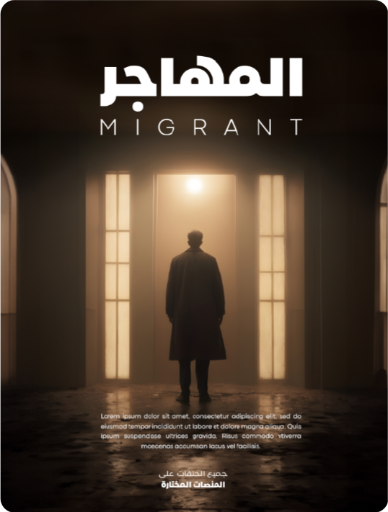 المهاجر
MIGRANT
Lorem ipsum dolor sit amet, consectetur adipiscing elit, sed do
eiusmod tempor incididunt ut labore et dolore magna aliqua. Quis
ipsum suspendisse ultrices gravida. Risus commodo viverra
maecenas accumsan lacus vel facilisis.
جميع الحلقات على
المنصات المختارة